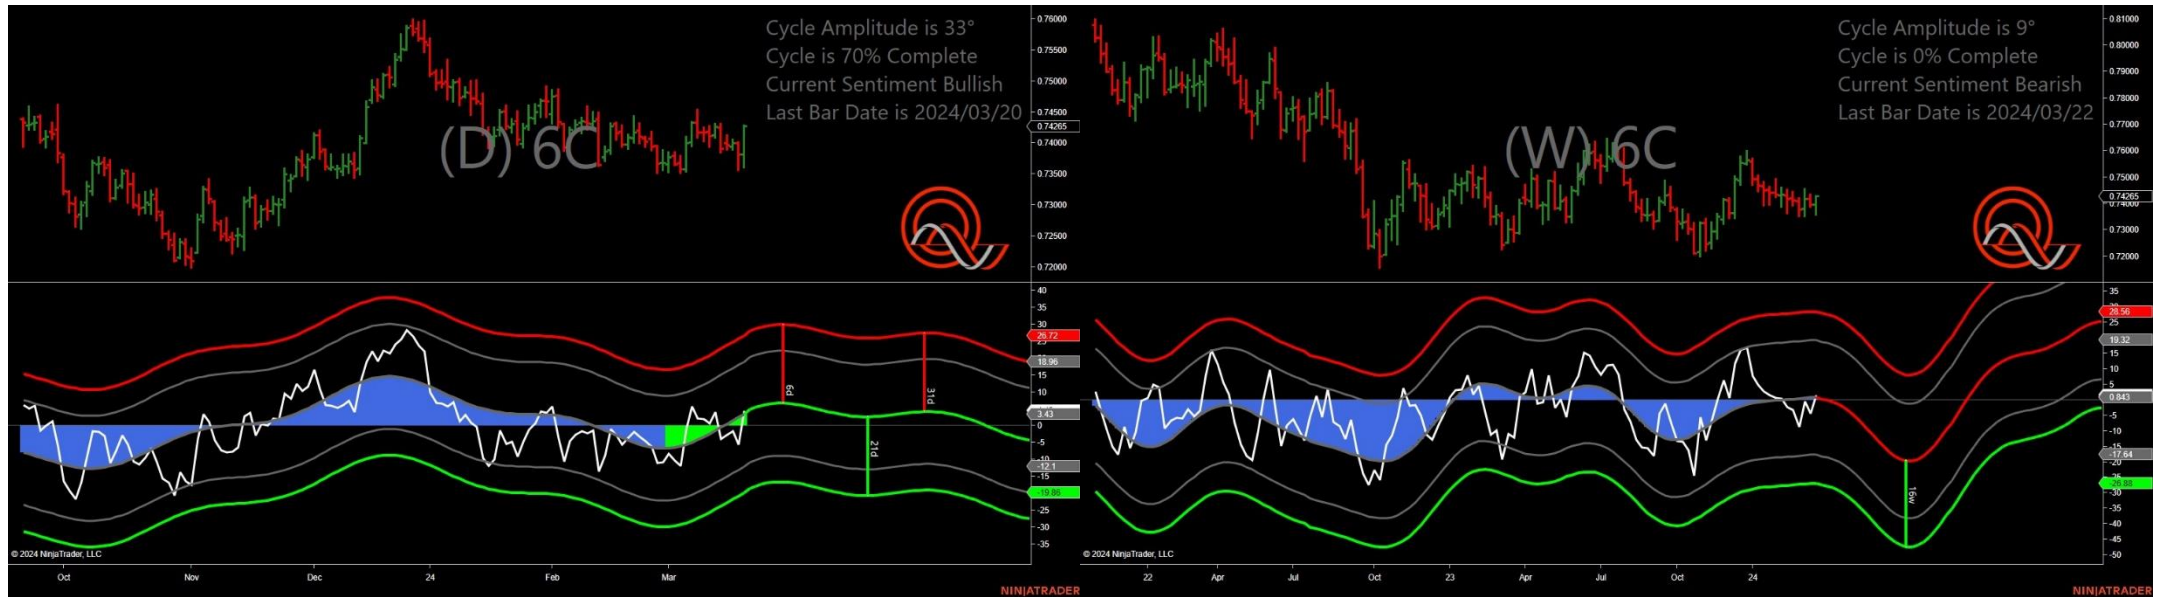 Cycle Amplitude is 33°
Cycle is 70% Complete
Current Sentiment Bullish
Last Bar Date is 2024/03/20
(D) 6C
0.76000
0.75500
0.75000
0.74500
0.74265
0.74000
0.73500
0.73000
0.72500
0.72000
40
35
30
26.72
25
18.96
15
10
5
3.43
0
-5
-10
-12.1
-15
-19.86
-25
-30
-35
6d
21d
31d
© 2024 NinjaTrader, LLC
Oct Nov Dec 24 Feb Mar
NINJATRADER
Cycle Amplitude is 9°
Cycle is 0% Complete
Current Sentiment Bearish
Last Bar Date is 2024/03/22
(W) 6C
0.81000
0.80000
0.79000
0.78000
0.77000
0.76000
0.75000
0.74265
0.74000
0.73000
0.72000
35
28.56
25
19.32
15
10
5
0.843
-5
-10
-15
-17.64
-20
-26.88
-30
-35
-40
-45
-50
16w
© 2024 NinjaTrader, LLC
22 Apr Jul Oct 23 Apr Jul Oct 24
NINJATRADER